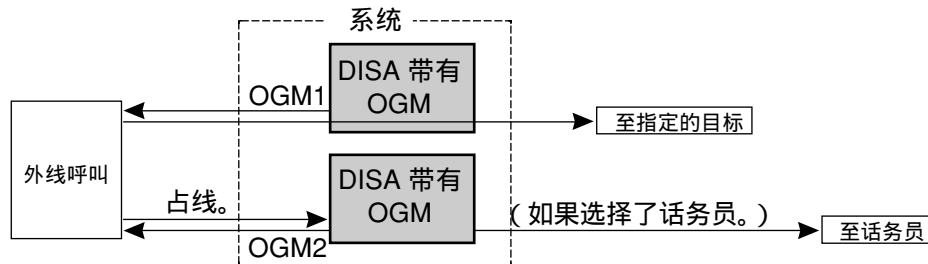 系统
DISA 带有
OGM
OGM1
至指定的目标
外线呼叫
DISA 带有
OGM
占线。
(如果选择了话务员。)
至话务员
OGM2